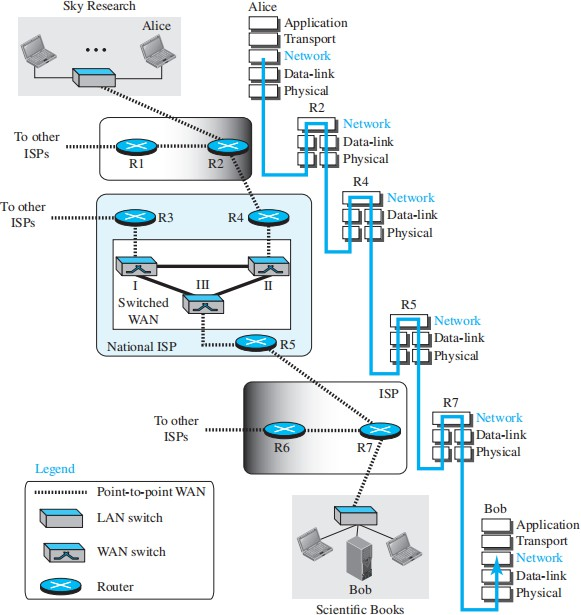 Sky Research
Alice
Alice
Application
Transport
Network
Data-link
Physical
To other
ISPs
R1
R2
R2
Network
Data-link
Physical
To other
ISPs
R3
R4
R4
Network
Data-link
Physical
I
III
II
Switched
WAN
National ISP
R5
R5
Network
Data-link
Physical
ISP
To other
ISPs
R6
R7
R7
Network
Data-link
Physical
Legend
Point-to-point WAN
LAN switch
WAN switch
Router
Bob
Scientific Books
Bob
Application
Transport
Network
Data-link
Physical